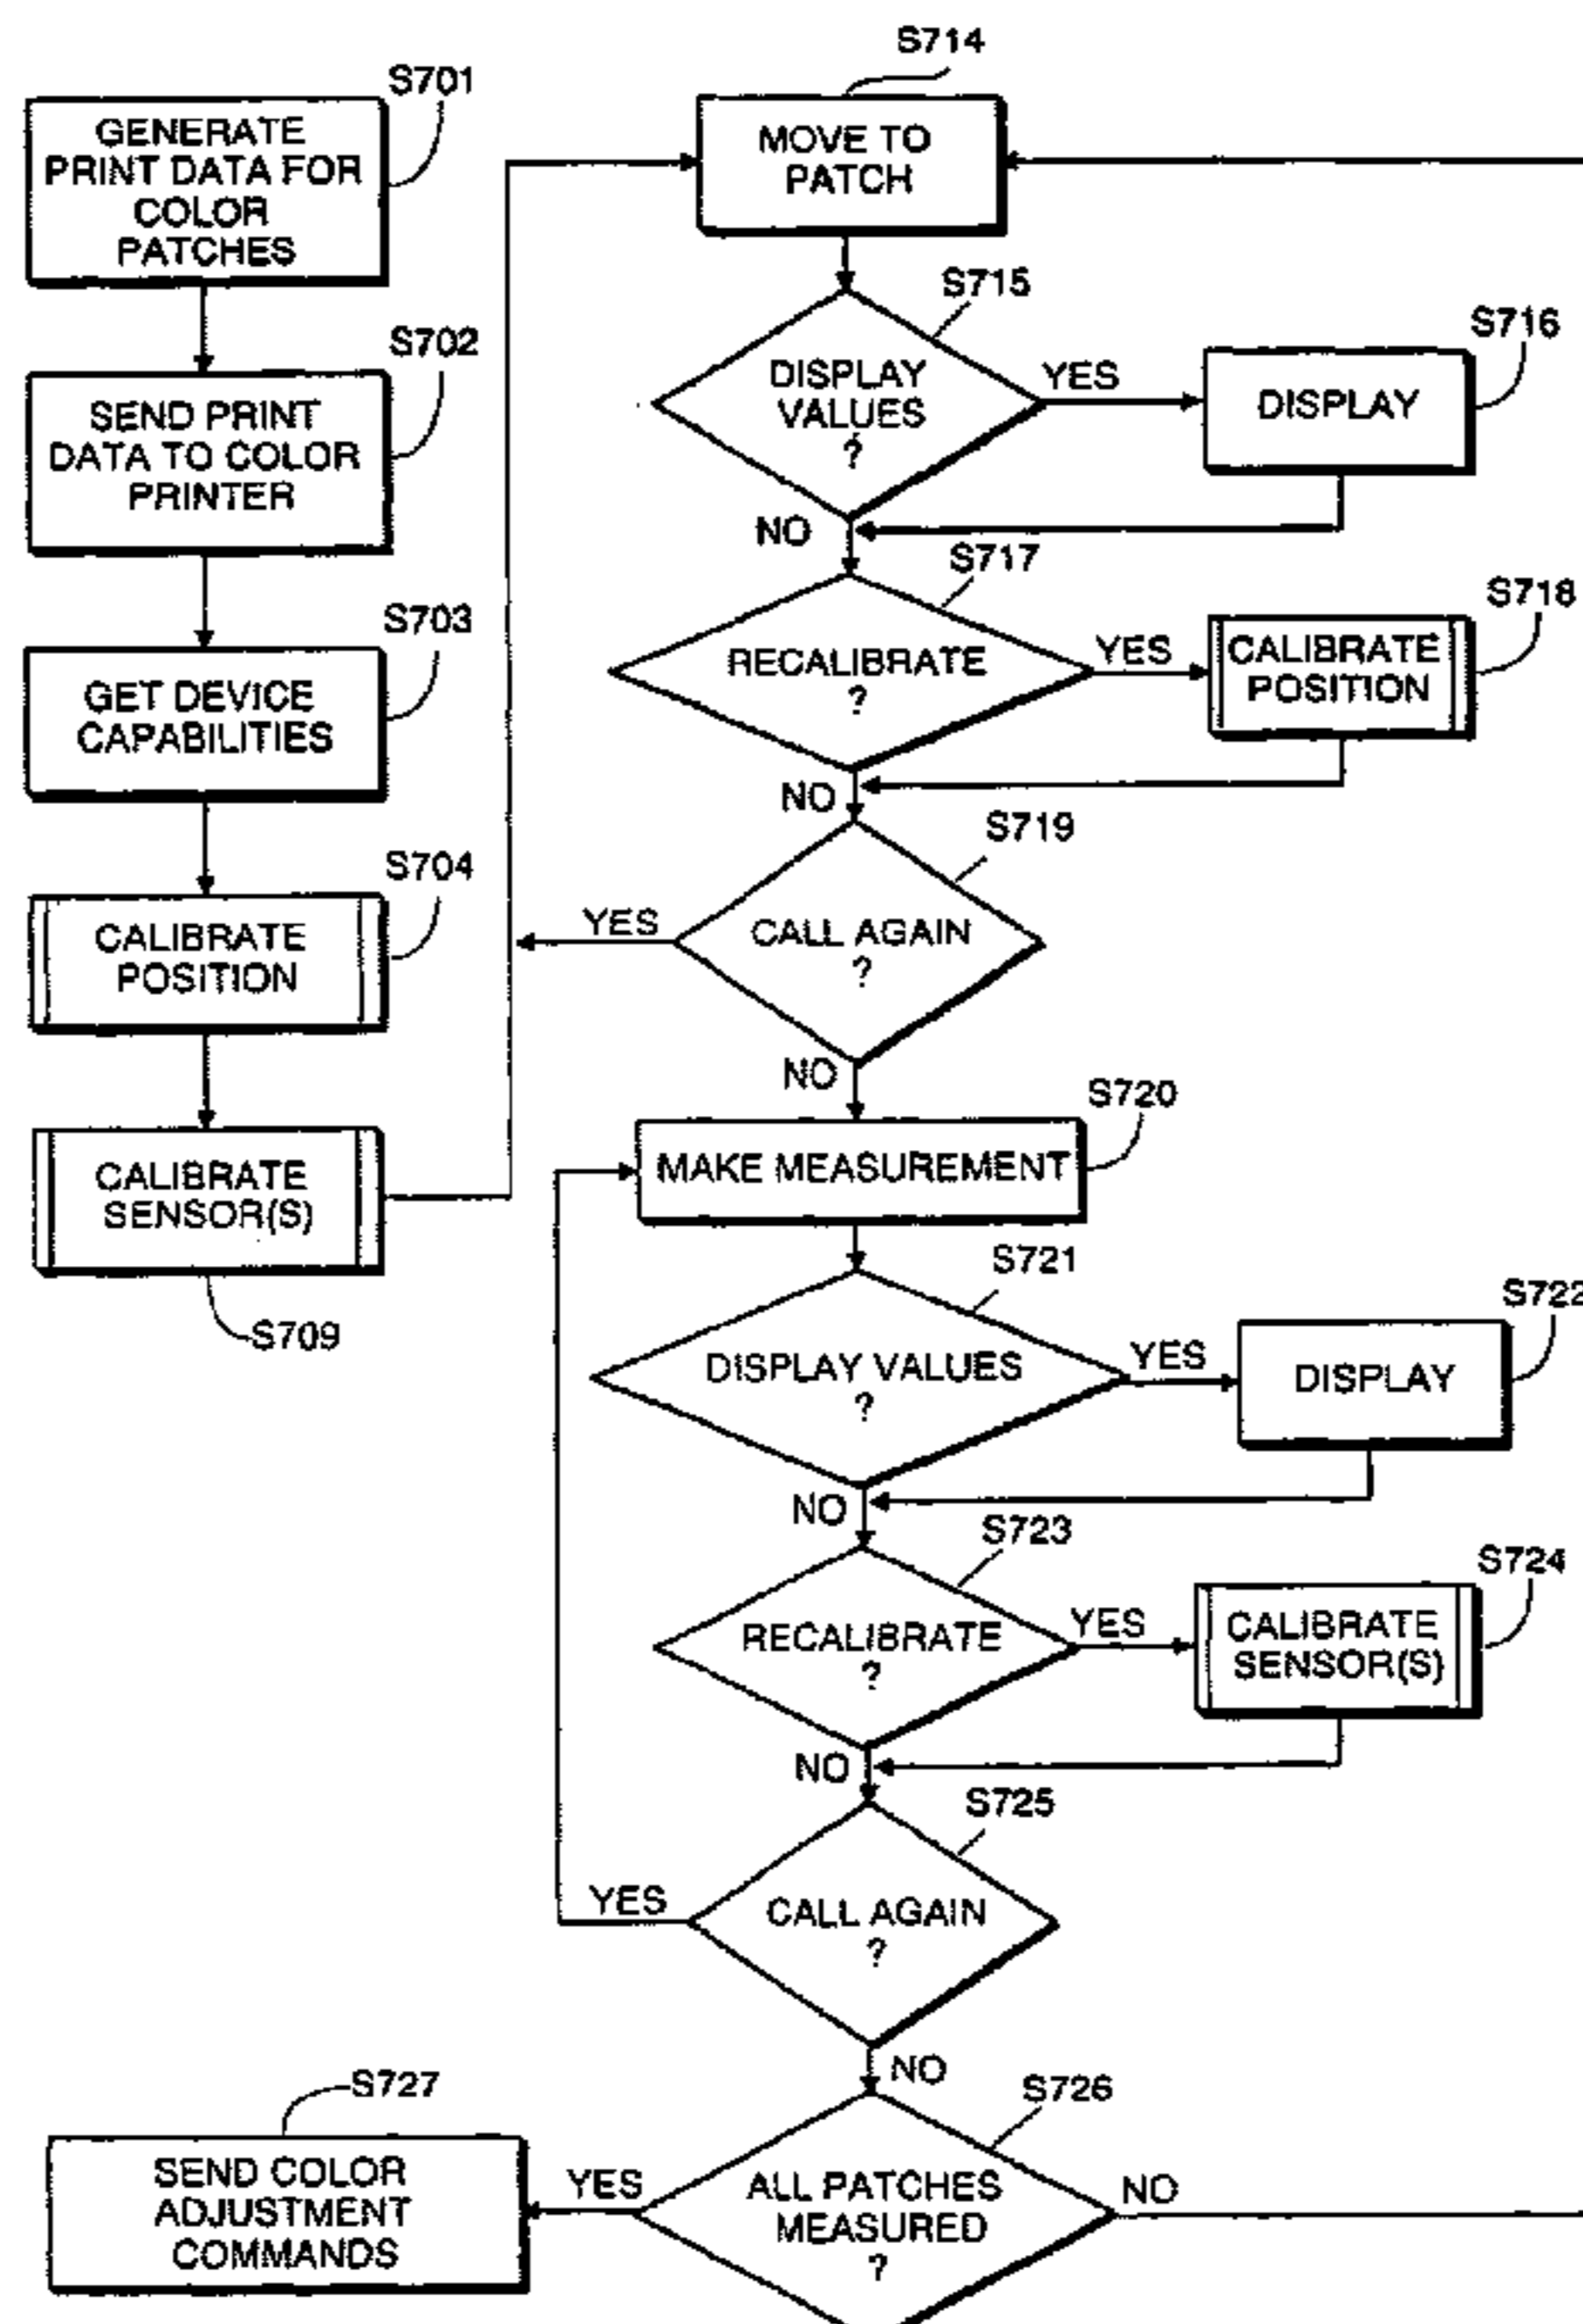 S701
GENERATE
PRINT DATA FOR
COLOR
PATCHES
S702
SEND PRINT
DATA TO COLOR
PRINTER
S703
GET DEVICE
CAPABILITIES
S704
CALIBRATE
POSITION
CALIBRATE
SENSOR(S)
S709
S714
MOVE TO
PATCH
S715
DISPLAY
VALUES
?
YES
S716
DISPLAY
NO
S717
RECALIBRATE
?
YES
S718
CALIBRATE
POSITION
NO
S719
CALL AGAIN
?
YES
NO
S720
MAKE MEASUREMENT
S721
DISPLAY VALUES
?
YES
S722
DISPLAY
NO
S723
RECALIBRATE
?
YES
S724
CALIBRATE
SENSOR(S)
NO
S725
CALL AGAIN
?
YES
NO
S726
ALL PATCHES
MEASURED
?
NO
YES
S727
SEND COLOR
ADJUSTMENT
COMMANDS